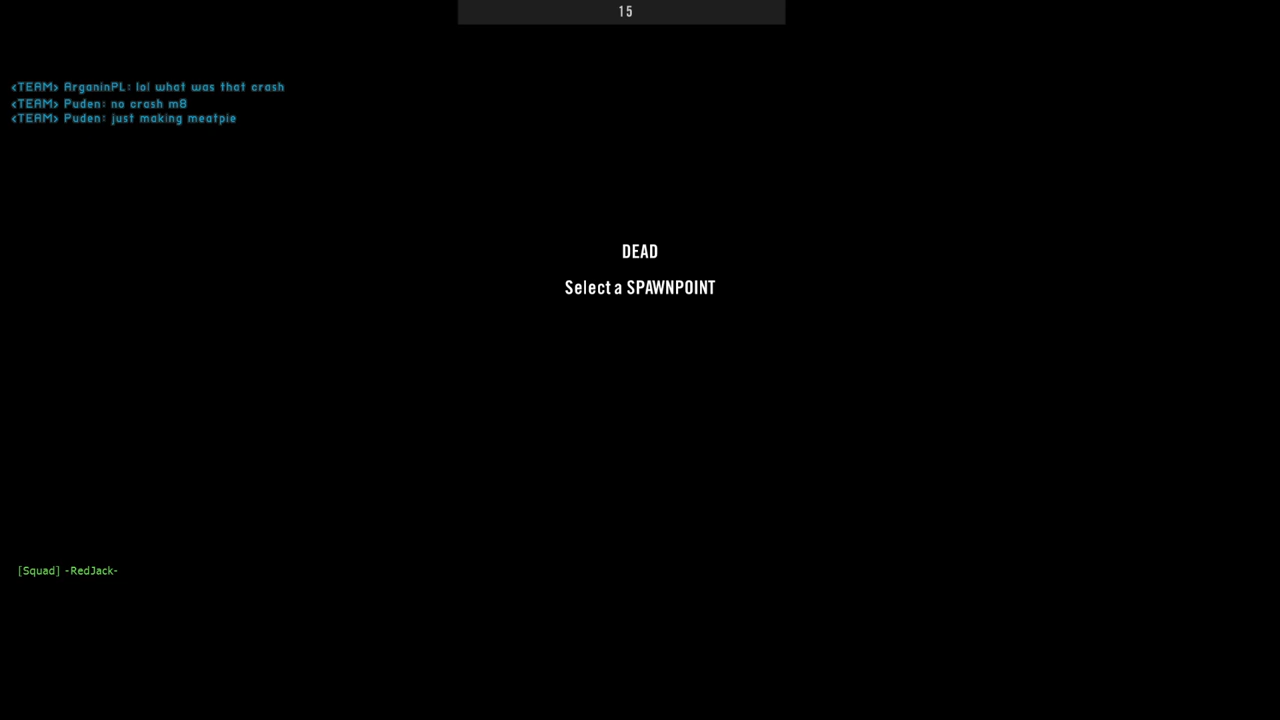 15
<TEAM> ArganinPL: lol what was that crash
<TEAM> Puden: no crash m8
<TEAM> Puden: just making meatpie
DEAD
Select a SPAWNPOINT
[Squad] -RedJack-